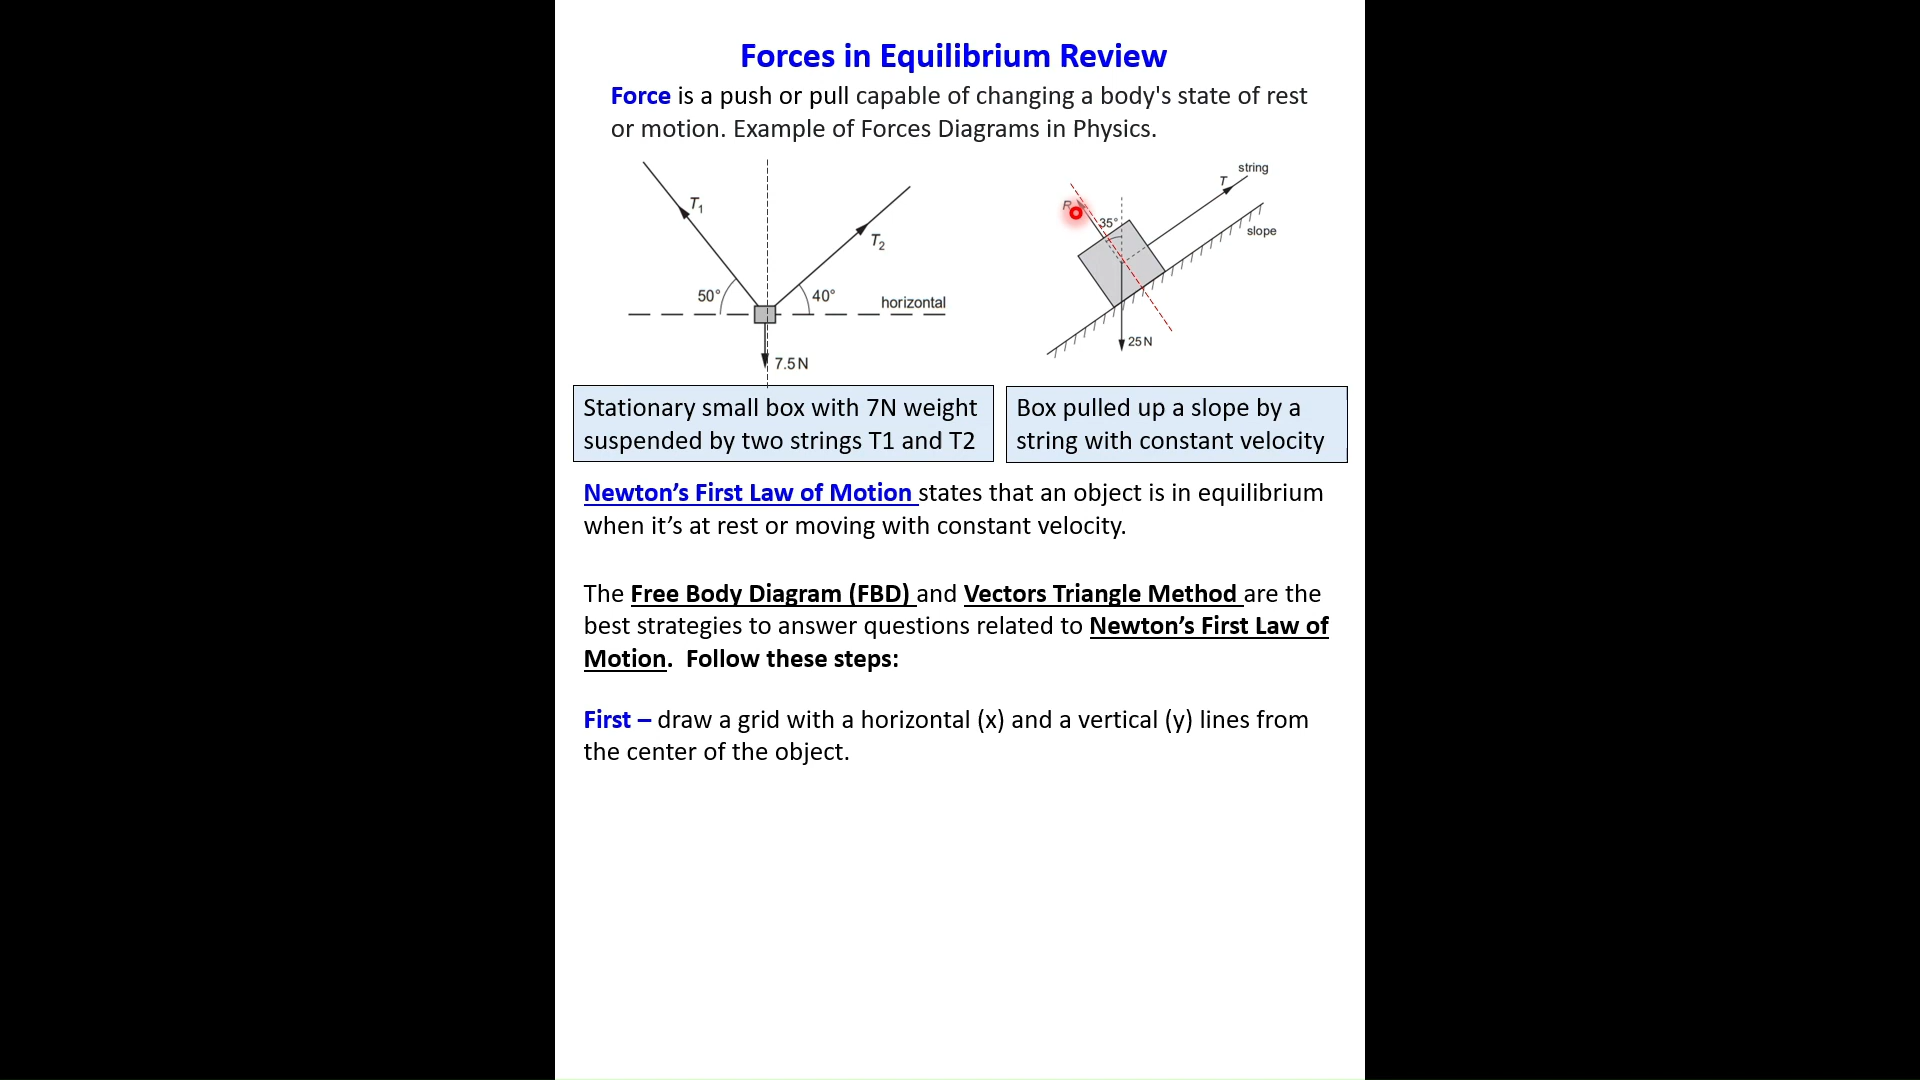 Forces in Equilibrium Review
Force is a push or pull capable of changing a body's state of rest
or motion. Example of Forces Diagrams in Physics.
string
T
R
T1
35°
slope
T2
50°
40°
horizontal
25 N
7.5 N
Stationary small box with 7N weight
suspended by two strings T1 and T2
Box pulled up a slope by a
string with constant velocity
Newton’s First Law of Motion states that an object is in equilibrium
when it’s at rest or moving with constant velocity.
The Free Body Diagram (FBD) and Vectors Triangle Method are the
best strategies to answer questions related to Newton’s First Law of
Motion. Follow these steps:
First – draw a grid with a horizontal (x) and a vertical (y) lines from
the center of the object.